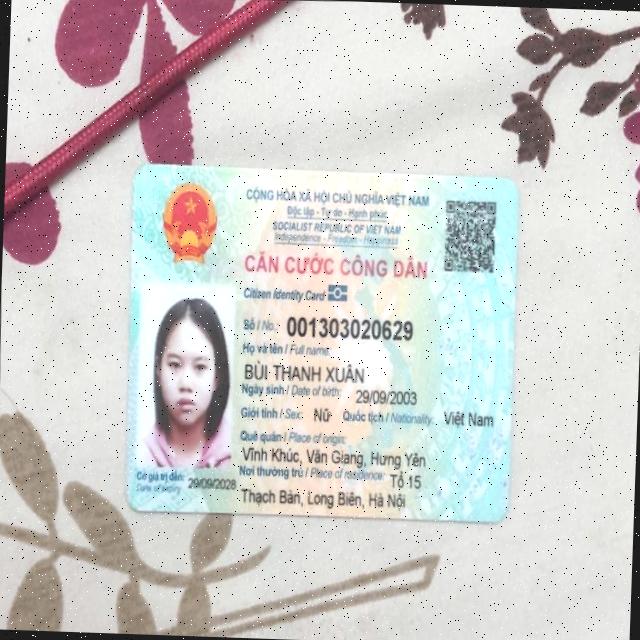 CỘNG HÒA XÃ HỘI CHỦ NGHĨA VIỆT NAM
Độc lập - Tự do - Hạnh phúc
SOCIALIST REPUBLIC OF VIET NAM
Independence - Freedom - Happiness
CĂN CƯỚC CÔNG DÂN
Citizen Identity Card
Số / No.: 001303020629
Họ và tên / Full name:
BÙI THANH XUÂN
Ngày sinh / Date of birth: 29/09/2003
Giới tính / Sex: Nữ Quốc tịch / Nationality: Việt Nam
Quê quán / Place of origin:
Vĩnh Khúc, Văn Giang, Hưng Yên
Nơi thường trú / Place of residence: Tổ 15
Thạch Bàn, Long Biên, Hà Nội
Có giá trị đến: 29/09/2028
Date of expiry